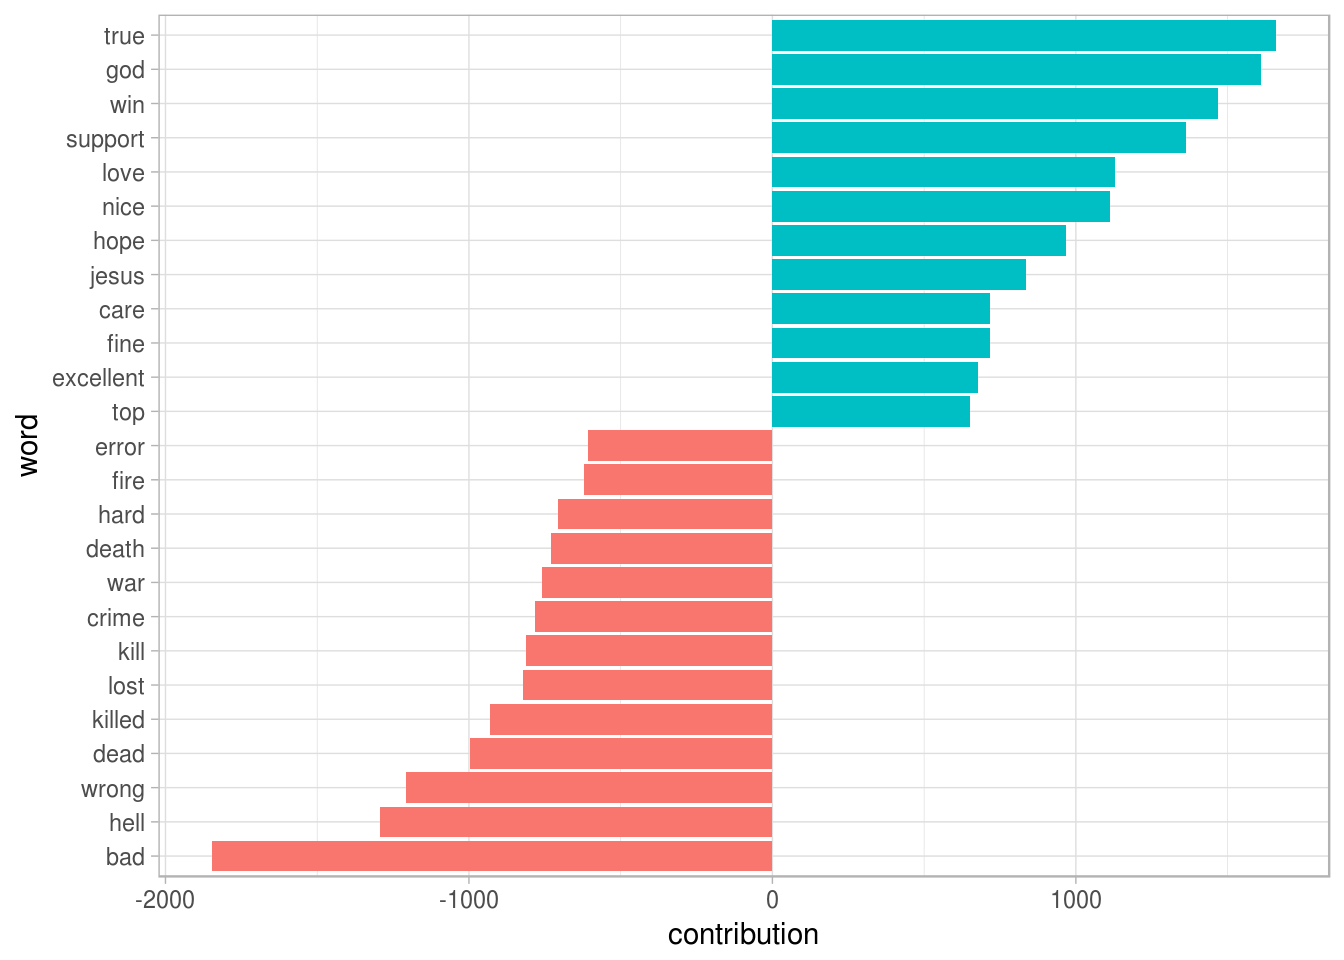 true
god
win
support
love
nice
hope
jesus
care
fine
excellent
top
error
fire
hard
death
war
crime
kill
lost
killed
dead
wrong
hell
bad
word
-2000 -1000 0 1000
contribution